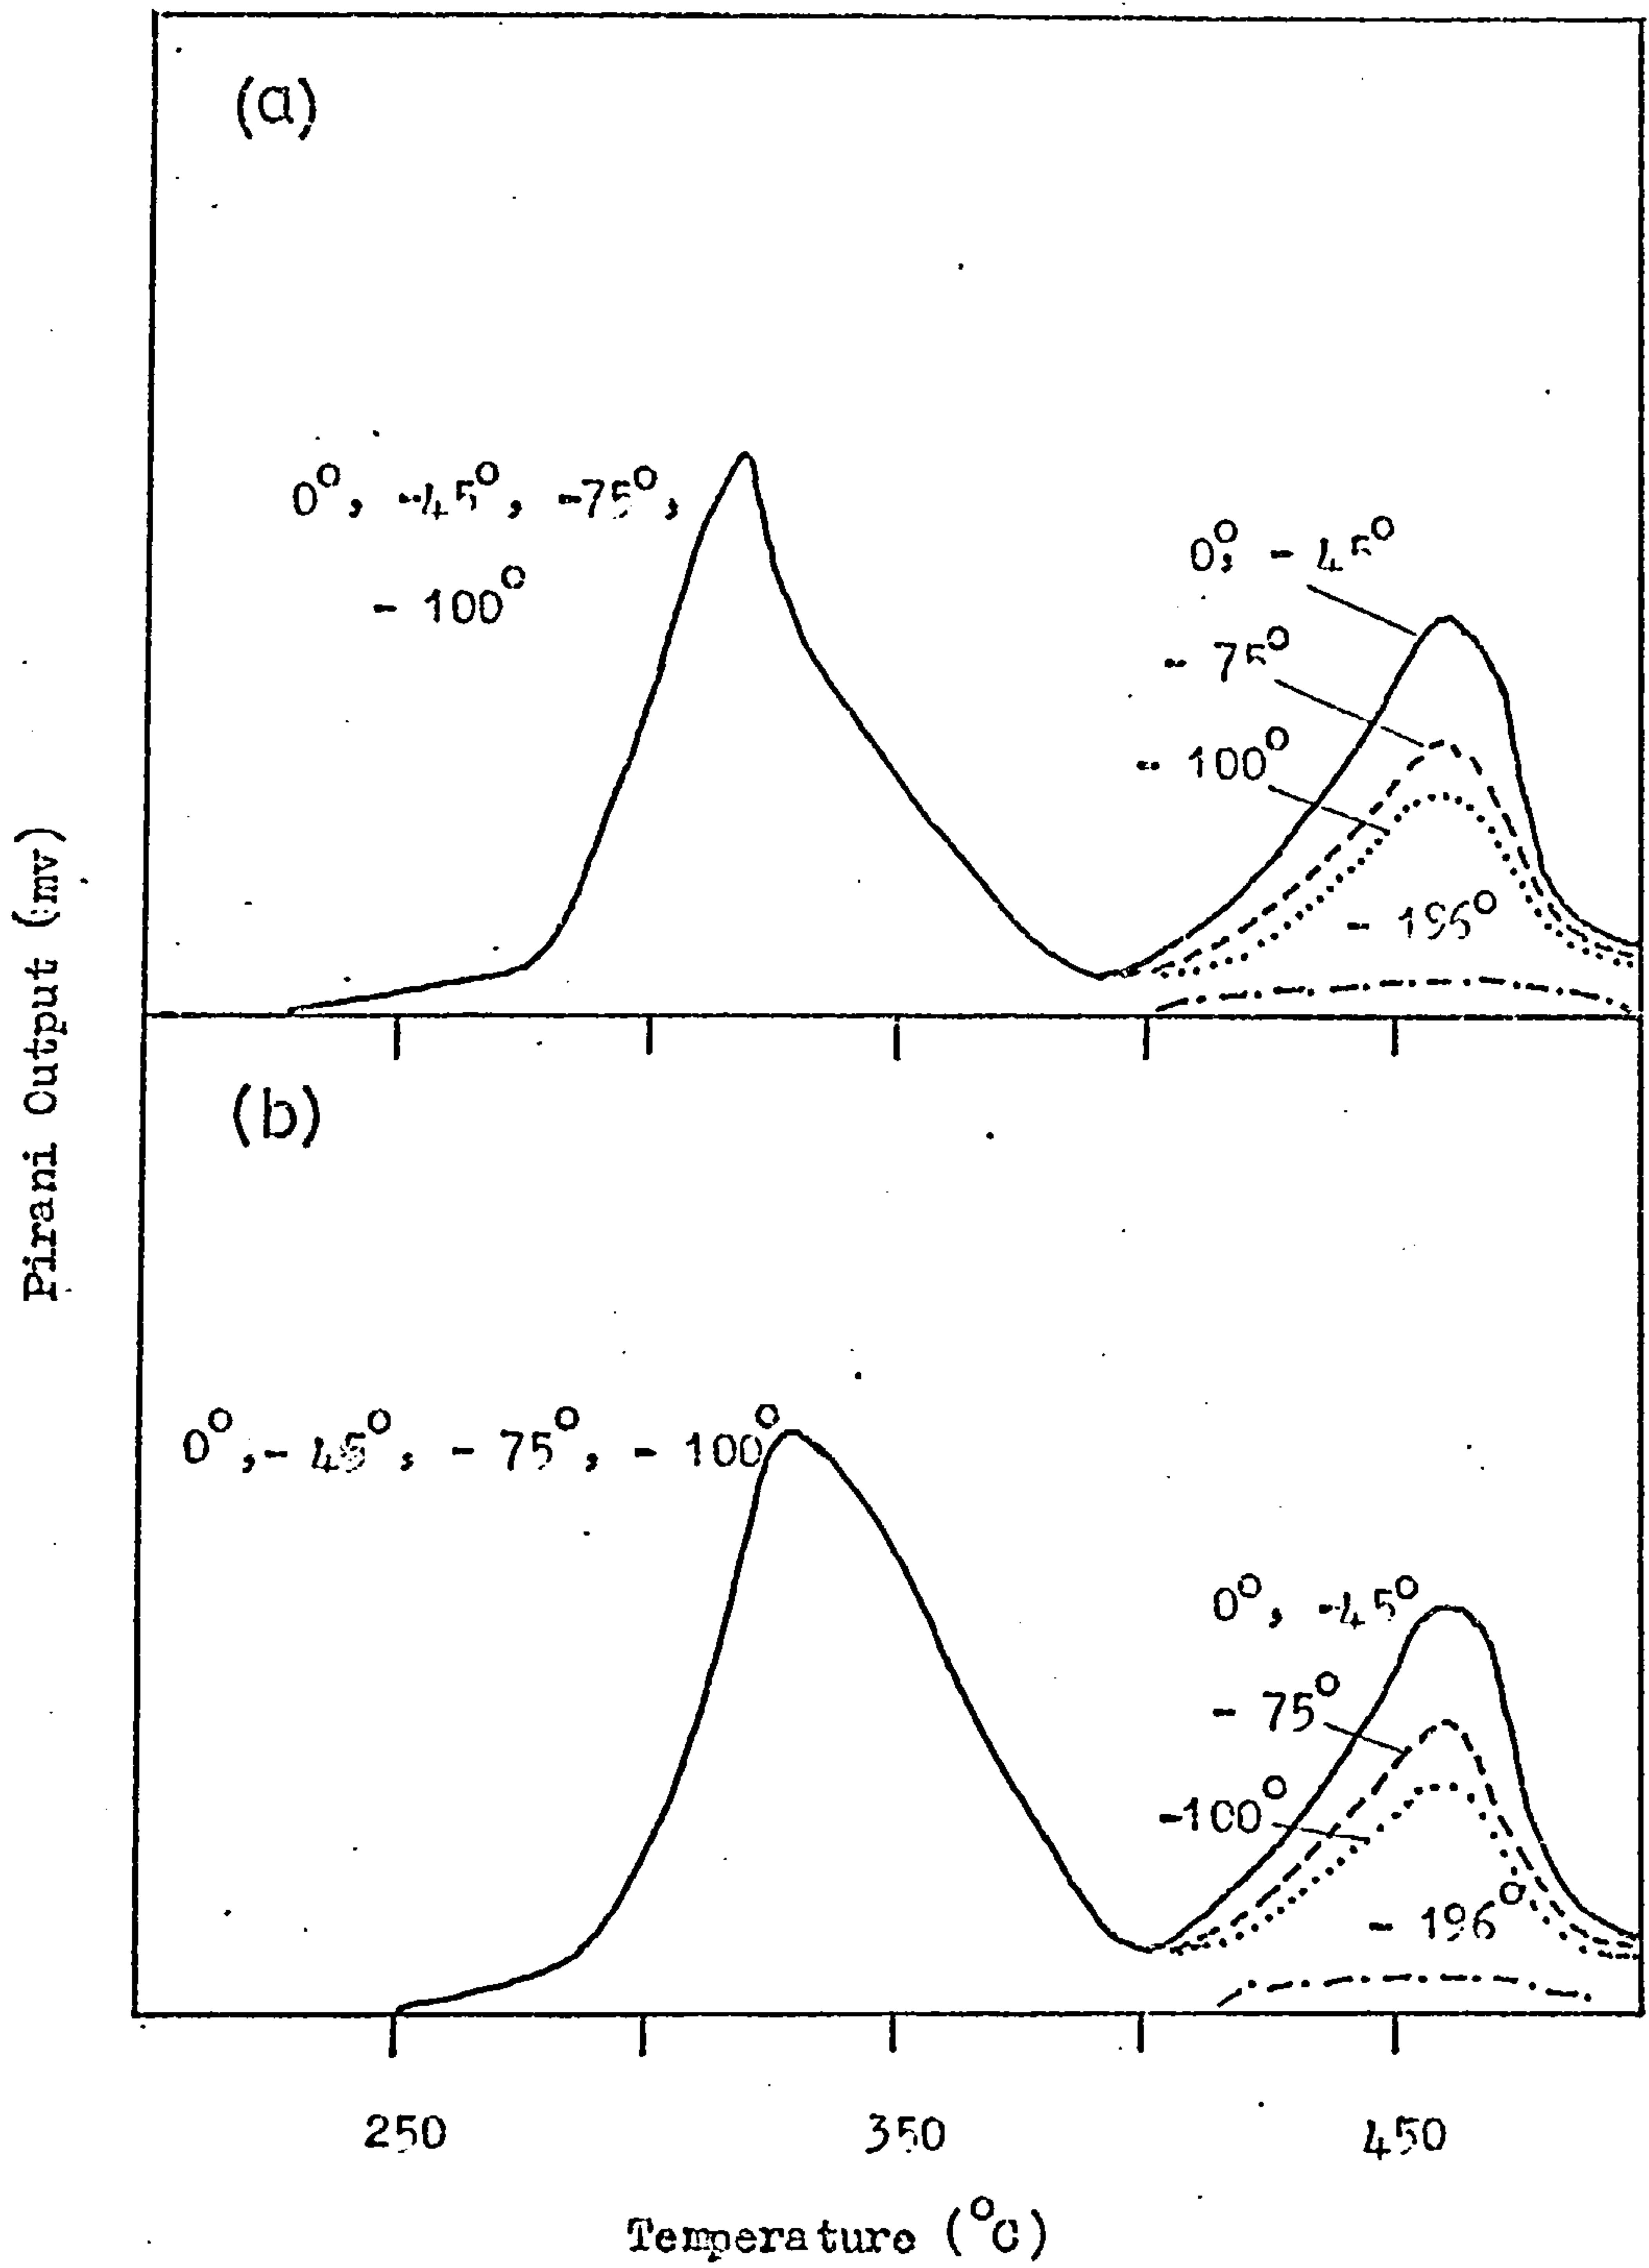 (a)
0°, -45°, -75°,
- 100°
0°, - 45°
- 75°
- 100°
- 196°
Pirani Output (mv)
(b)
0°, - 45°, - 75°, - 100°
0°, -45°
- 75°
-100°
- 196°
250 350 450
Temperature (°C)